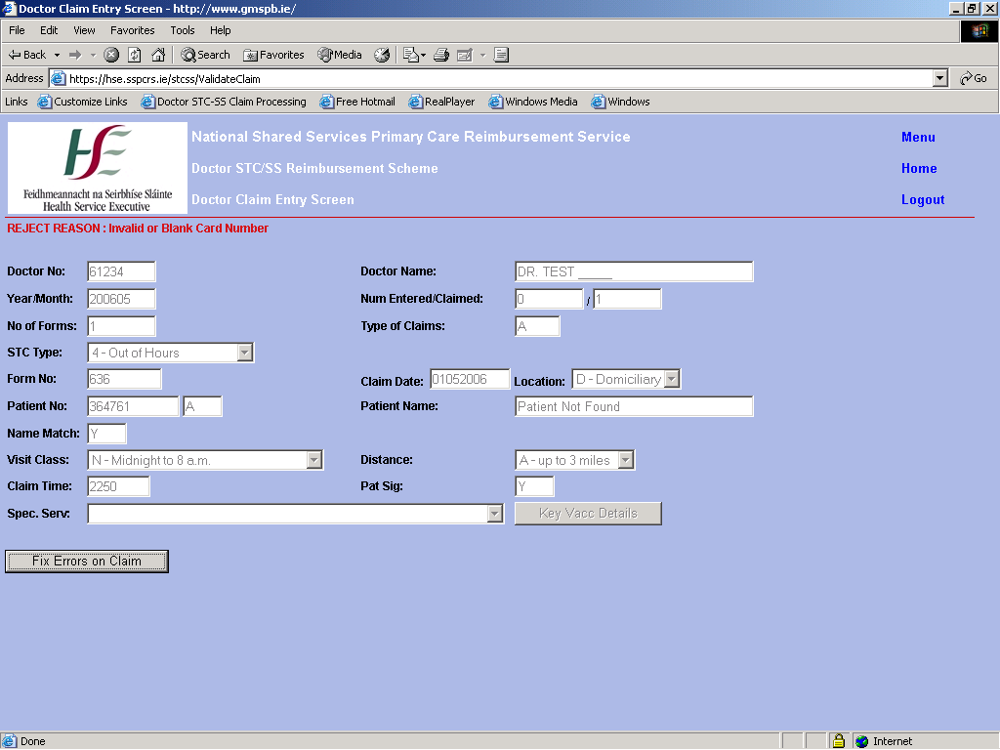 Doctor Claim Entry Screen - http://www.gmspb.ie/
File Edit View Favorites Tools Help
Back Search Favorites Media
Address https://hse.sspcrs.ie/stcss/ValidateClaim Go
Links Customize Links Doctor STC-SS Claim Processing Free Hotmail RealPlayer Windows Media Windows
HSE
Feidhmeannacht na Seirbhíse Sláinte
Health Service Executive
National Shared Services Primary Care Reimbursement Service Menu
Doctor STC/SS Reimbursement Scheme Home
Doctor Claim Entry Screen Logout
REJECT REASON : Invalid or Blank Card Number
Doctor No: 61234 Doctor Name: DR. TEST _____
Year/Month: 200605 Num Entered/Claimed: 0 / 1
No of Forms: 1 Type of Claims: A
STC Type: 4 - Out of Hours
Form No: 636 Claim Date: 01052006 Location: D - Domiciliary
Patient No: 364761 A Patient Name: Patient Not Found
Name Match: Y
Visit Class: N - Midnight to 8 a.m. Distance: A - up to 3 miles
Claim Time: 2250 Pat Sig: Y
Spec. Serv: Key Vacc Details
Fix Errors on Claim
Done Internet